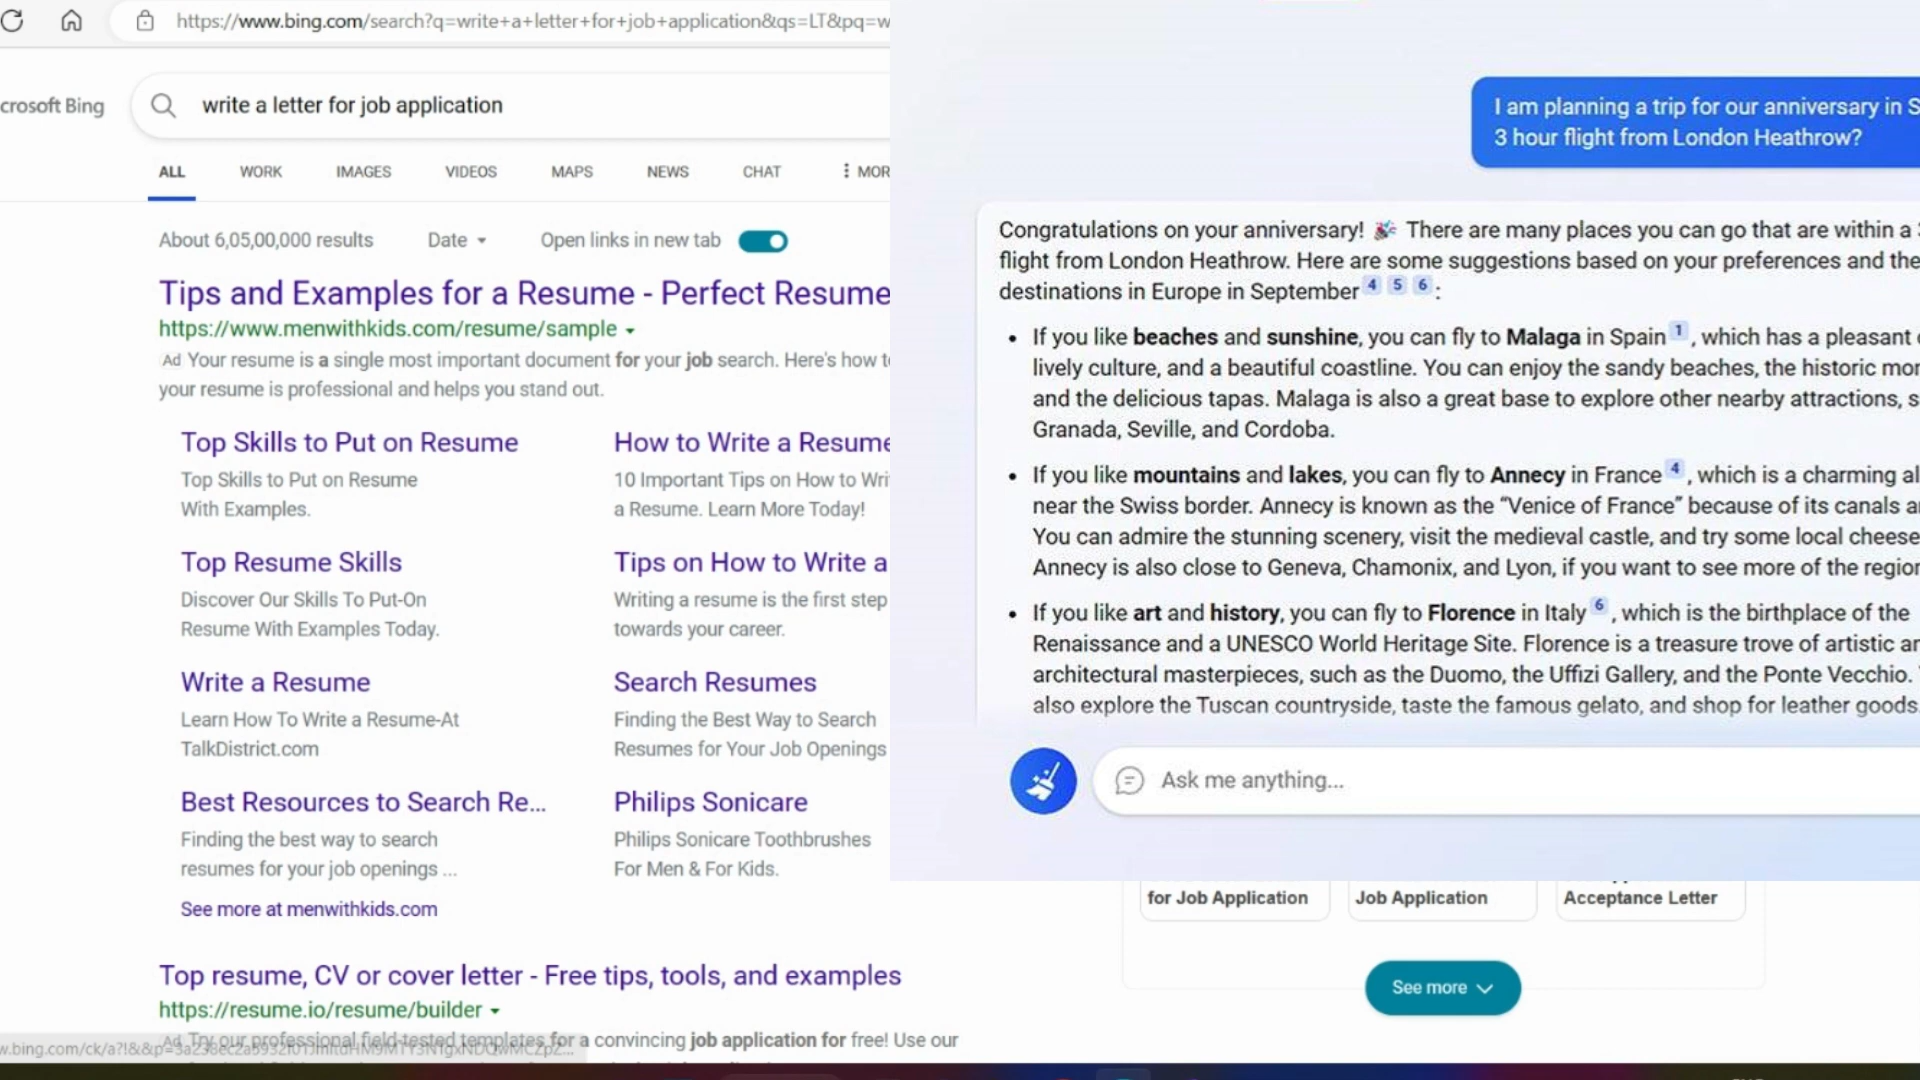 https://www.bing.com/search?q=write+a+letter+for+job+application&qs=LT&pq=w
crosoft Bing
write a letter for job application
ALL WORK IMAGES VIDEOS MAPS NEWS CHAT MOR
About 6,05,00,000 results Date Open links in new tab
Tips and Examples for a Resume - Perfect Resume
https://www.menwithkids.com/resume/sample
Ad Your resume is a single most important document for your job search. Here's how t
your resume is professional and helps you stand out.
Top Skills to Put on Resume
Top Skills to Put on Resume
With Examples.
How to Write a Resume
10 Important Tips on How to Wri
a Resume. Learn More Today!
Top Resume Skills
Discover Our Skills To Put-On
Resume With Examples Today.
Tips on How to Write a
Writing a resume is the first step
towards your career.
Write a Resume
Learn How To Write a Resume-At
TalkDistrict.com
Search Resumes
Finding the Best Way to Search
Resumes for Your Job Openings
Best Resources to Search Re...
Finding the best way to search
resumes for your job openings ...
Philips Sonicare
Philips Sonicare Toothbrushes
For Men & For Kids.
See more at menwithkids.com
Top resume, CV or cover letter - Free tips, tools, and examples
https://resume.io/resume/builder
Ad Try our professional field-tested templates for a convincing job application for free! Use our
I am planning a trip for our anniversary in S
3 hour flight from London Heathrow?
Congratulations on your anniversary! 🎉 There are many places you can go that are within a 3
flight from London Heathrow. Here are some suggestions based on your preferences and the
destinations in Europe in September 4 5 6 :
• If you like beaches and sunshine, you can fly to Malaga in Spain 1 , which has a pleasant
lively culture, and a beautiful coastline. You can enjoy the sandy beaches, the historic mor
and the delicious tapas. Malaga is also a great base to explore other nearby attractions, s
Granada, Seville, and Cordoba.
• If you like mountains and lakes, you can fly to Annecy in France 4 , which is a charming al
near the Swiss border. Annecy is known as the “Venice of France” because of its canals a
You can admire the stunning scenery, visit the medieval castle, and try some local cheese
Annecy is also close to Geneva, Chamonix, and Lyon, if you want to see more of the region
• If you like art and history, you can fly to Florence in Italy 6 , which is the birthplace of the
Renaissance and a UNESCO World Heritage Site. Florence is a treasure trove of artistic ar
architectural masterpieces, such as the Duomo, the Uffizi Gallery, and the Ponte Vecchio.
also explore the Tuscan countryside, taste the famous gelato, and shop for leather goods.
Ask me anything...
for Job Application
Job Application
Acceptance Letter
See more